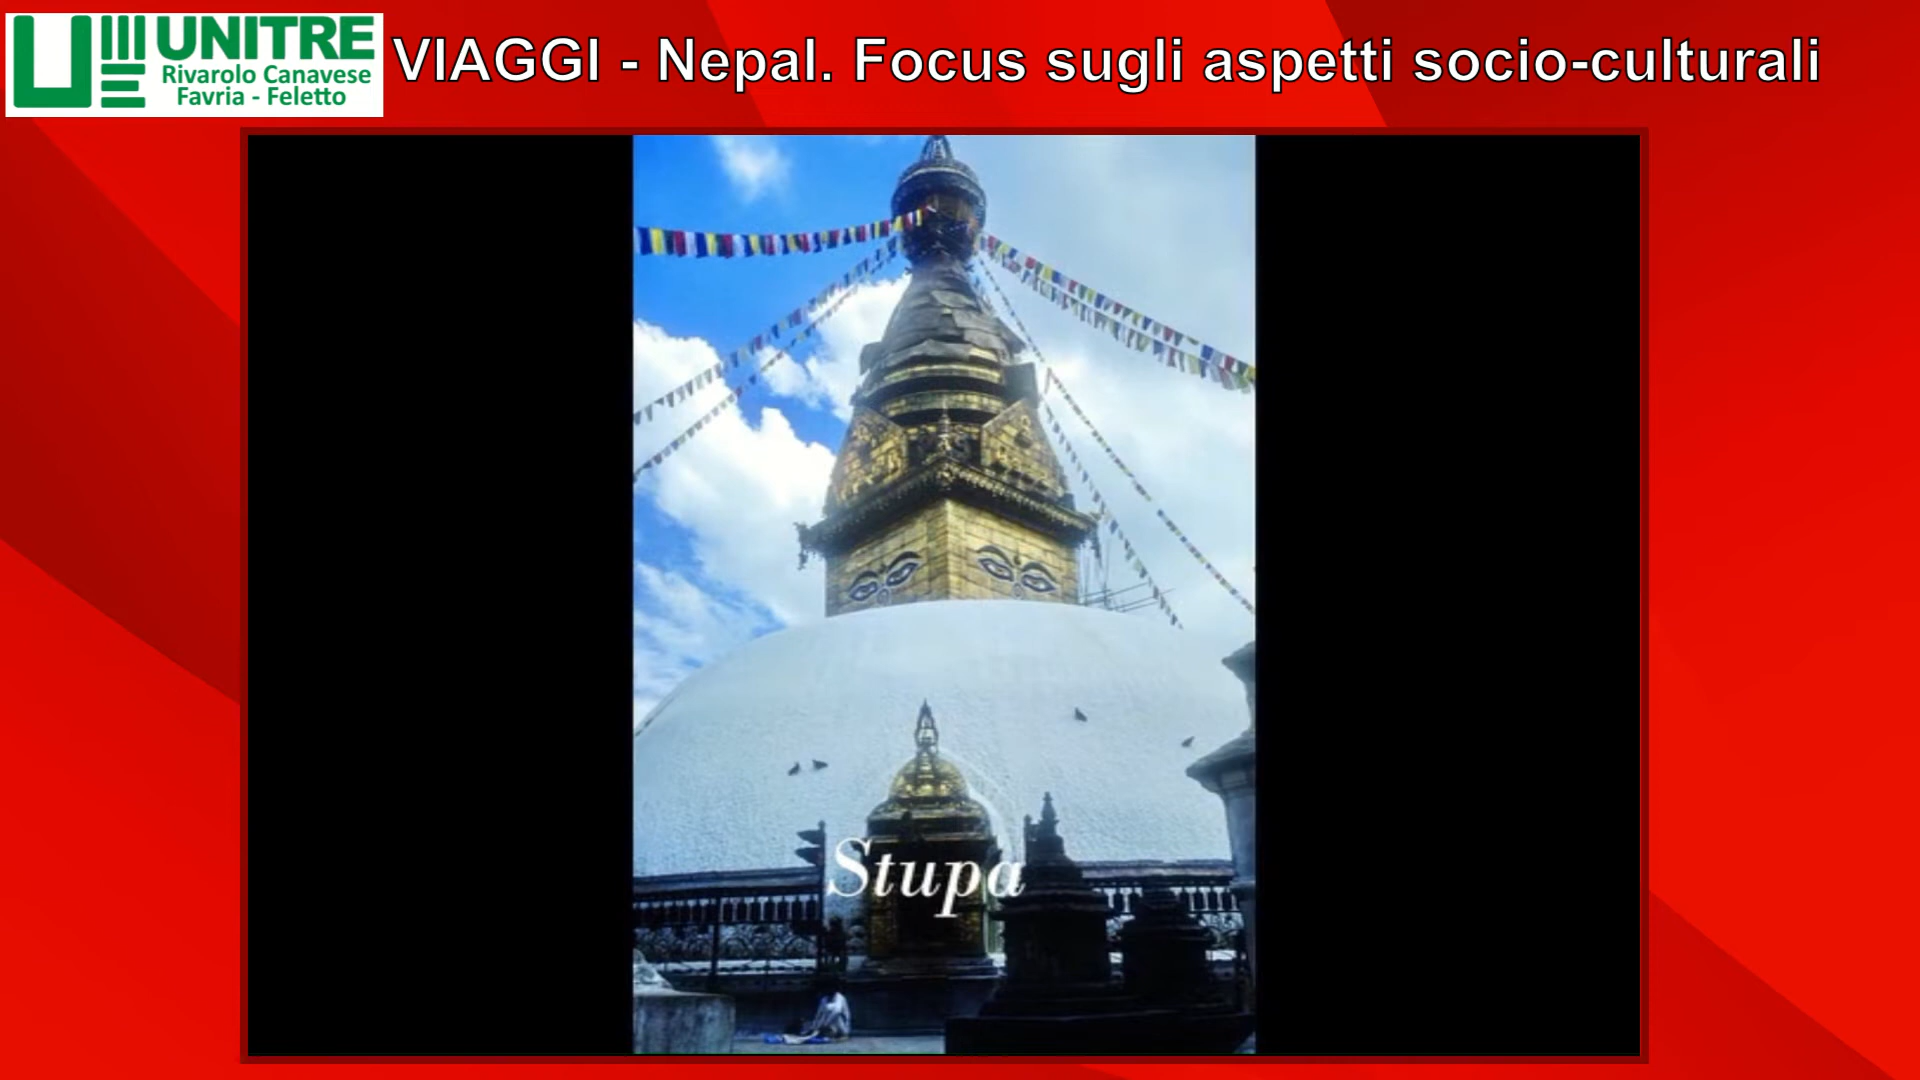 UNITRE
Rivarolo Canavese
Favria - Feletto
VIAGGI - Nepal. Focus sugli aspetti socio-culturali
Stupa